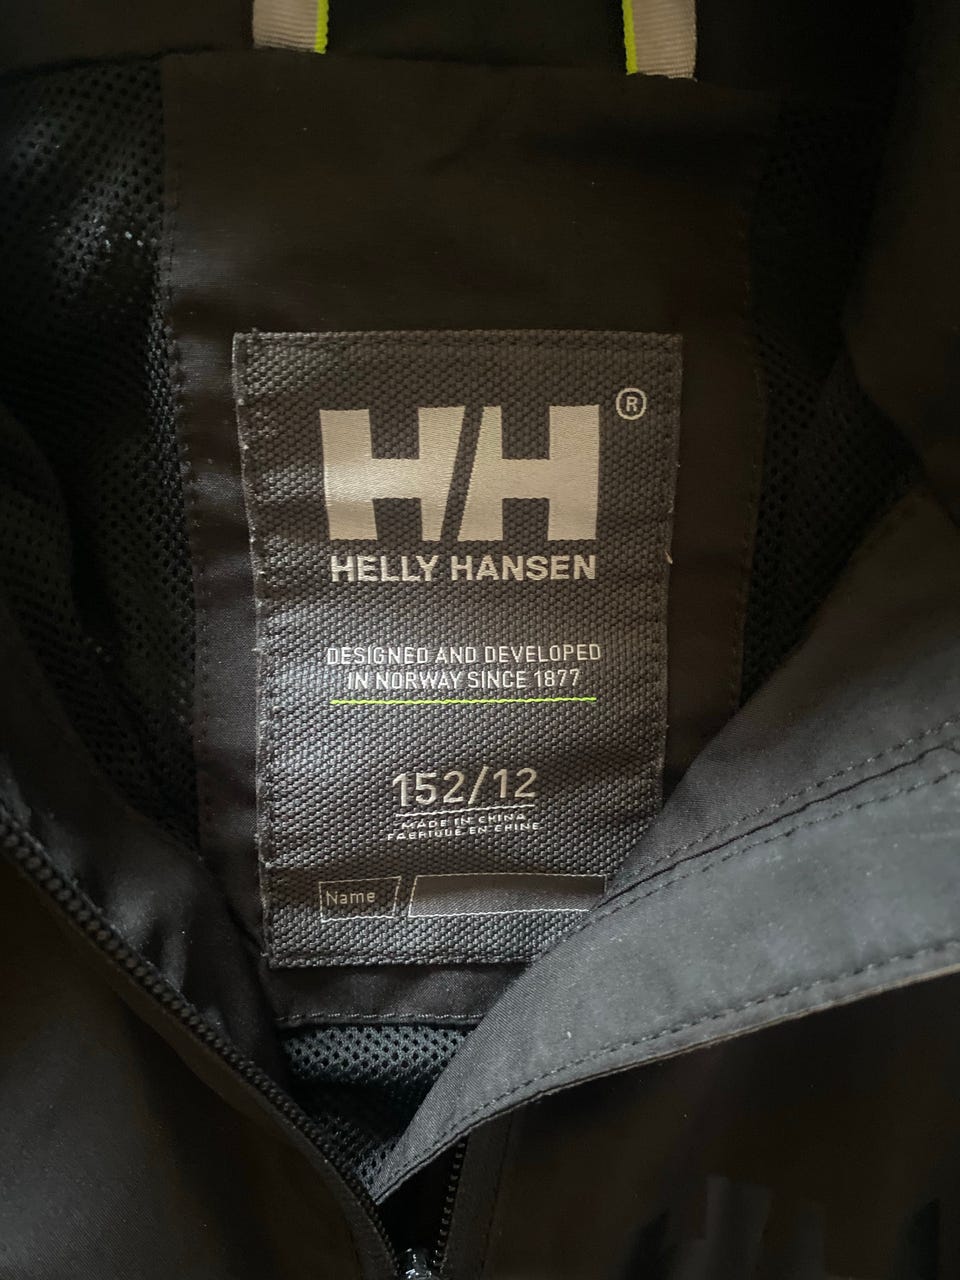 HH®
HELLY HANSEN
DESIGNED AND DEVELOPED
IN NORWAY SINCE 1877
152/12
MADE IN CHINA
FABRIQUÉ EN CHINE
Name